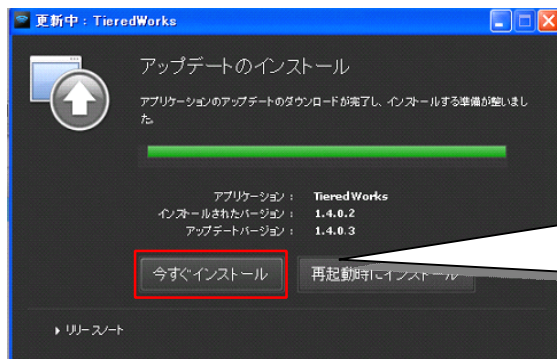 更新中：TieredWorks
アップデートのインストール
アプリケーションのアップデートのダウンロードが完了し、インストールする準備が整いまし
た。
アプリケーション： TieredWorks
インストールされたバージョン： 1.4.0.2
アップデートバージョン： 1.4.0.3
今すぐインストール 再起動時にインストール
リリースノート